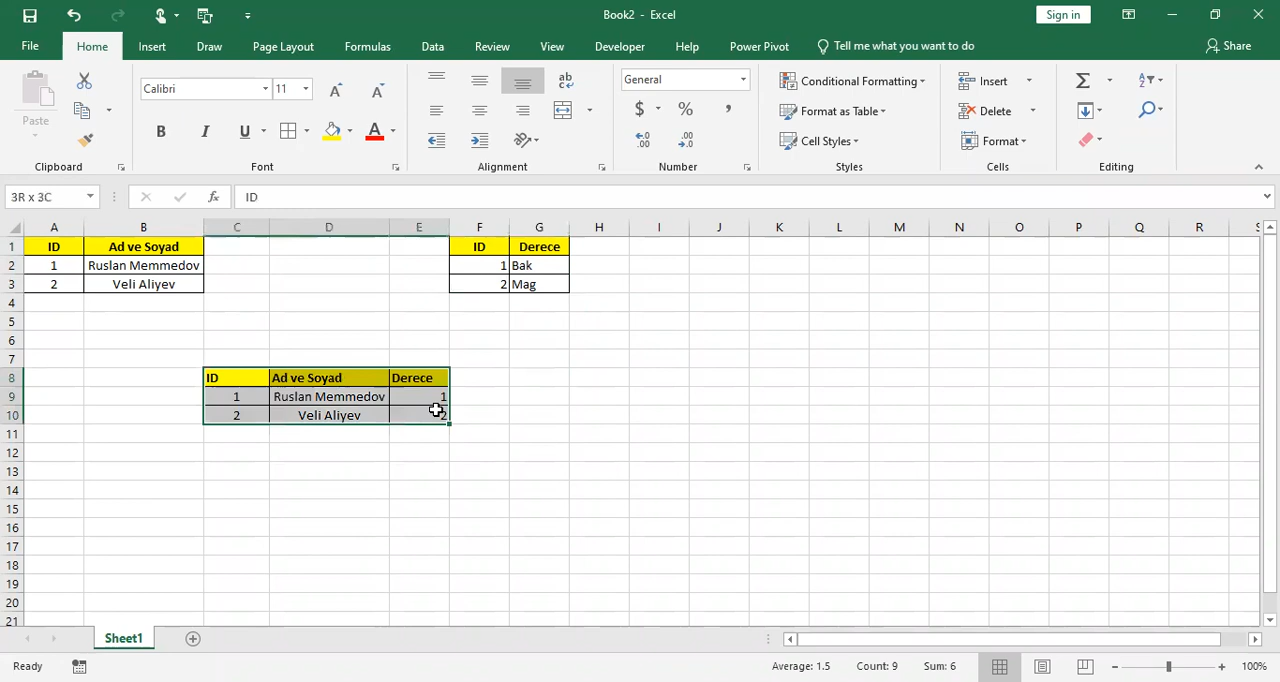 Book2 - Excel
Sign in
File Home Insert Draw Page Layout Formulas Data Review View Developer Help Power Pivot Tell me what you want to do Share
Paste
Calibri 11 A A
B I U A
ab
General
$ % ,
Conditional Formatting
Format as Table
Cell Styles
Insert
Delete
Format
Clipboard Font Alignment Number Styles Cells Editing
3R x 3C fx ID
A B C D E F G H I J K L M N O P Q R S
1 ID Ad ve Soyad ID Derece
2 1 Ruslan Memmedov 1 Bak
3 2 Veli Aliyev 2 Mag
4
5
6
7
8 ID Ad ve Soyad Derece
9 1 Ruslan Memmedov 1
10 2 Veli Aliyev 2
11
12
13
14
15
16
17
18
19
20
21
Sheet1
Ready Average: 1.5 Count: 9 Sum: 6 100%